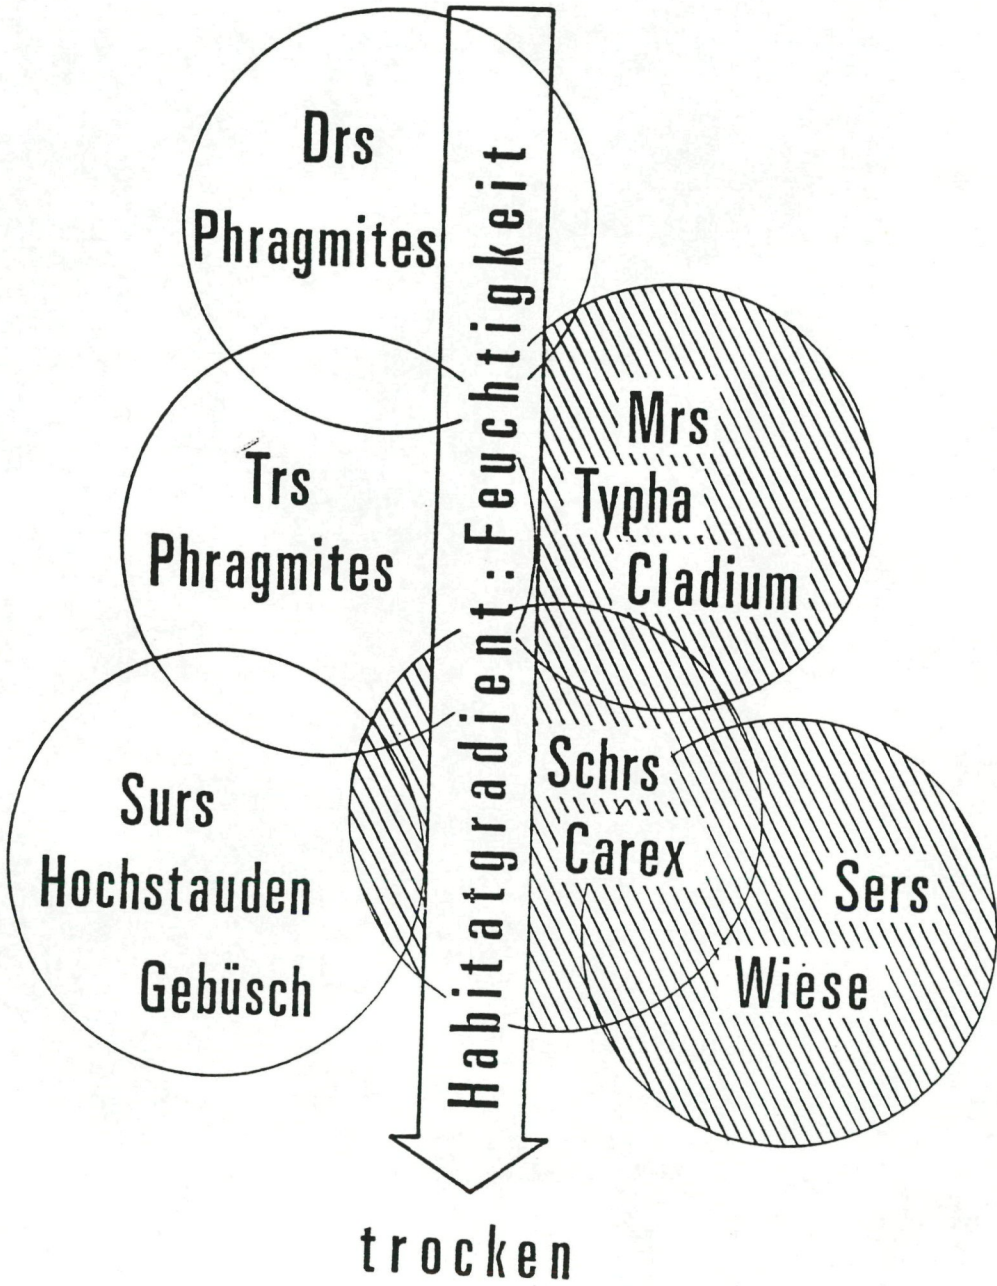 Drs
Phragmites
Habitatgradient: Feuchtigkeit
Mrs
Typha
Cladium
Trs
Phragmites
Schrs
Carex
Surs
Hochstauden
Gebüsch
Sers
Wiese
trocken